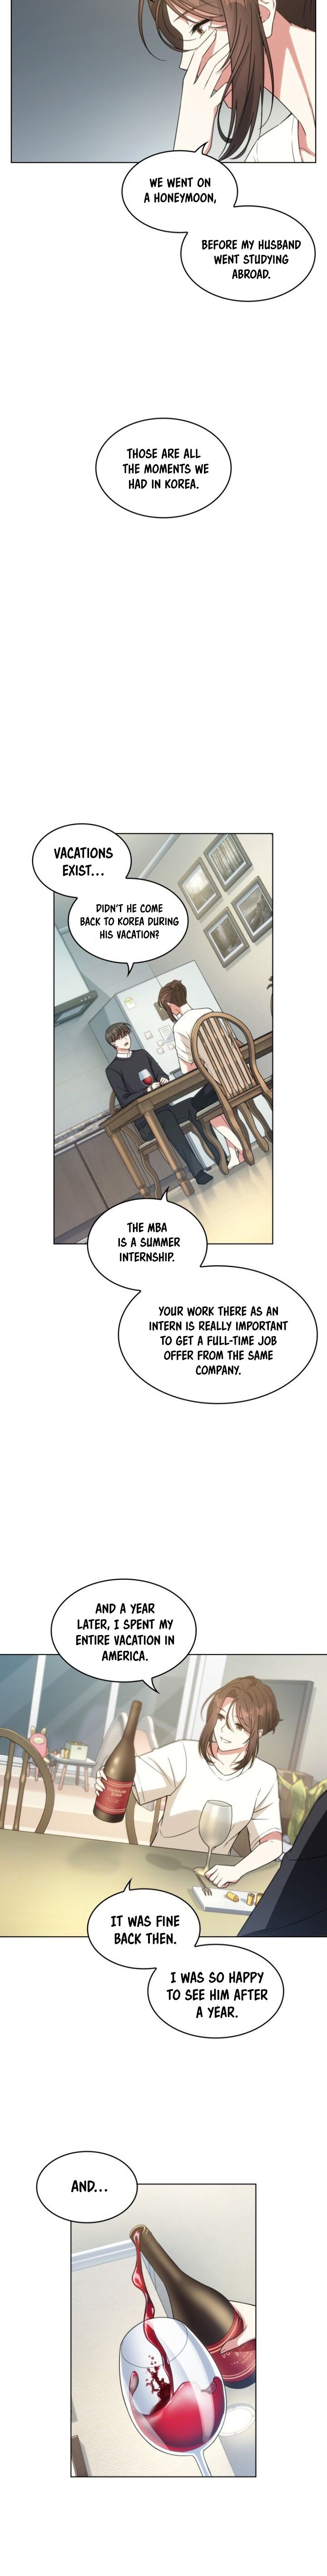 WE WENT ON
A HONEYMOON,
BEFORE MY HUSBAND
WENT STUDYING
ABROAD.
THOSE ARE ALL
THE MOMENTS WE
HAD IN KOREA.
VACATIONS
EXIST...
DIDN'T HE COME
BACK TO KOREA DURING
HIS VACATION?
THE MBA
IS A SUMMER
INTERNSHIP.
YOUR WORK THERE AS AN
INTERN IS REALLY IMPORTANT
TO GET A FULL-TIME JOB
OFFER FROM THE SAME
COMPANY.
AND A YEAR
LATER, I SPENT MY
ENTIRE VACATION IN
AMERICA.
IT WAS FINE
BACK THEN.
I WAS SO HAPPY
TO SEE HIM AFTER
A YEAR.
AND...